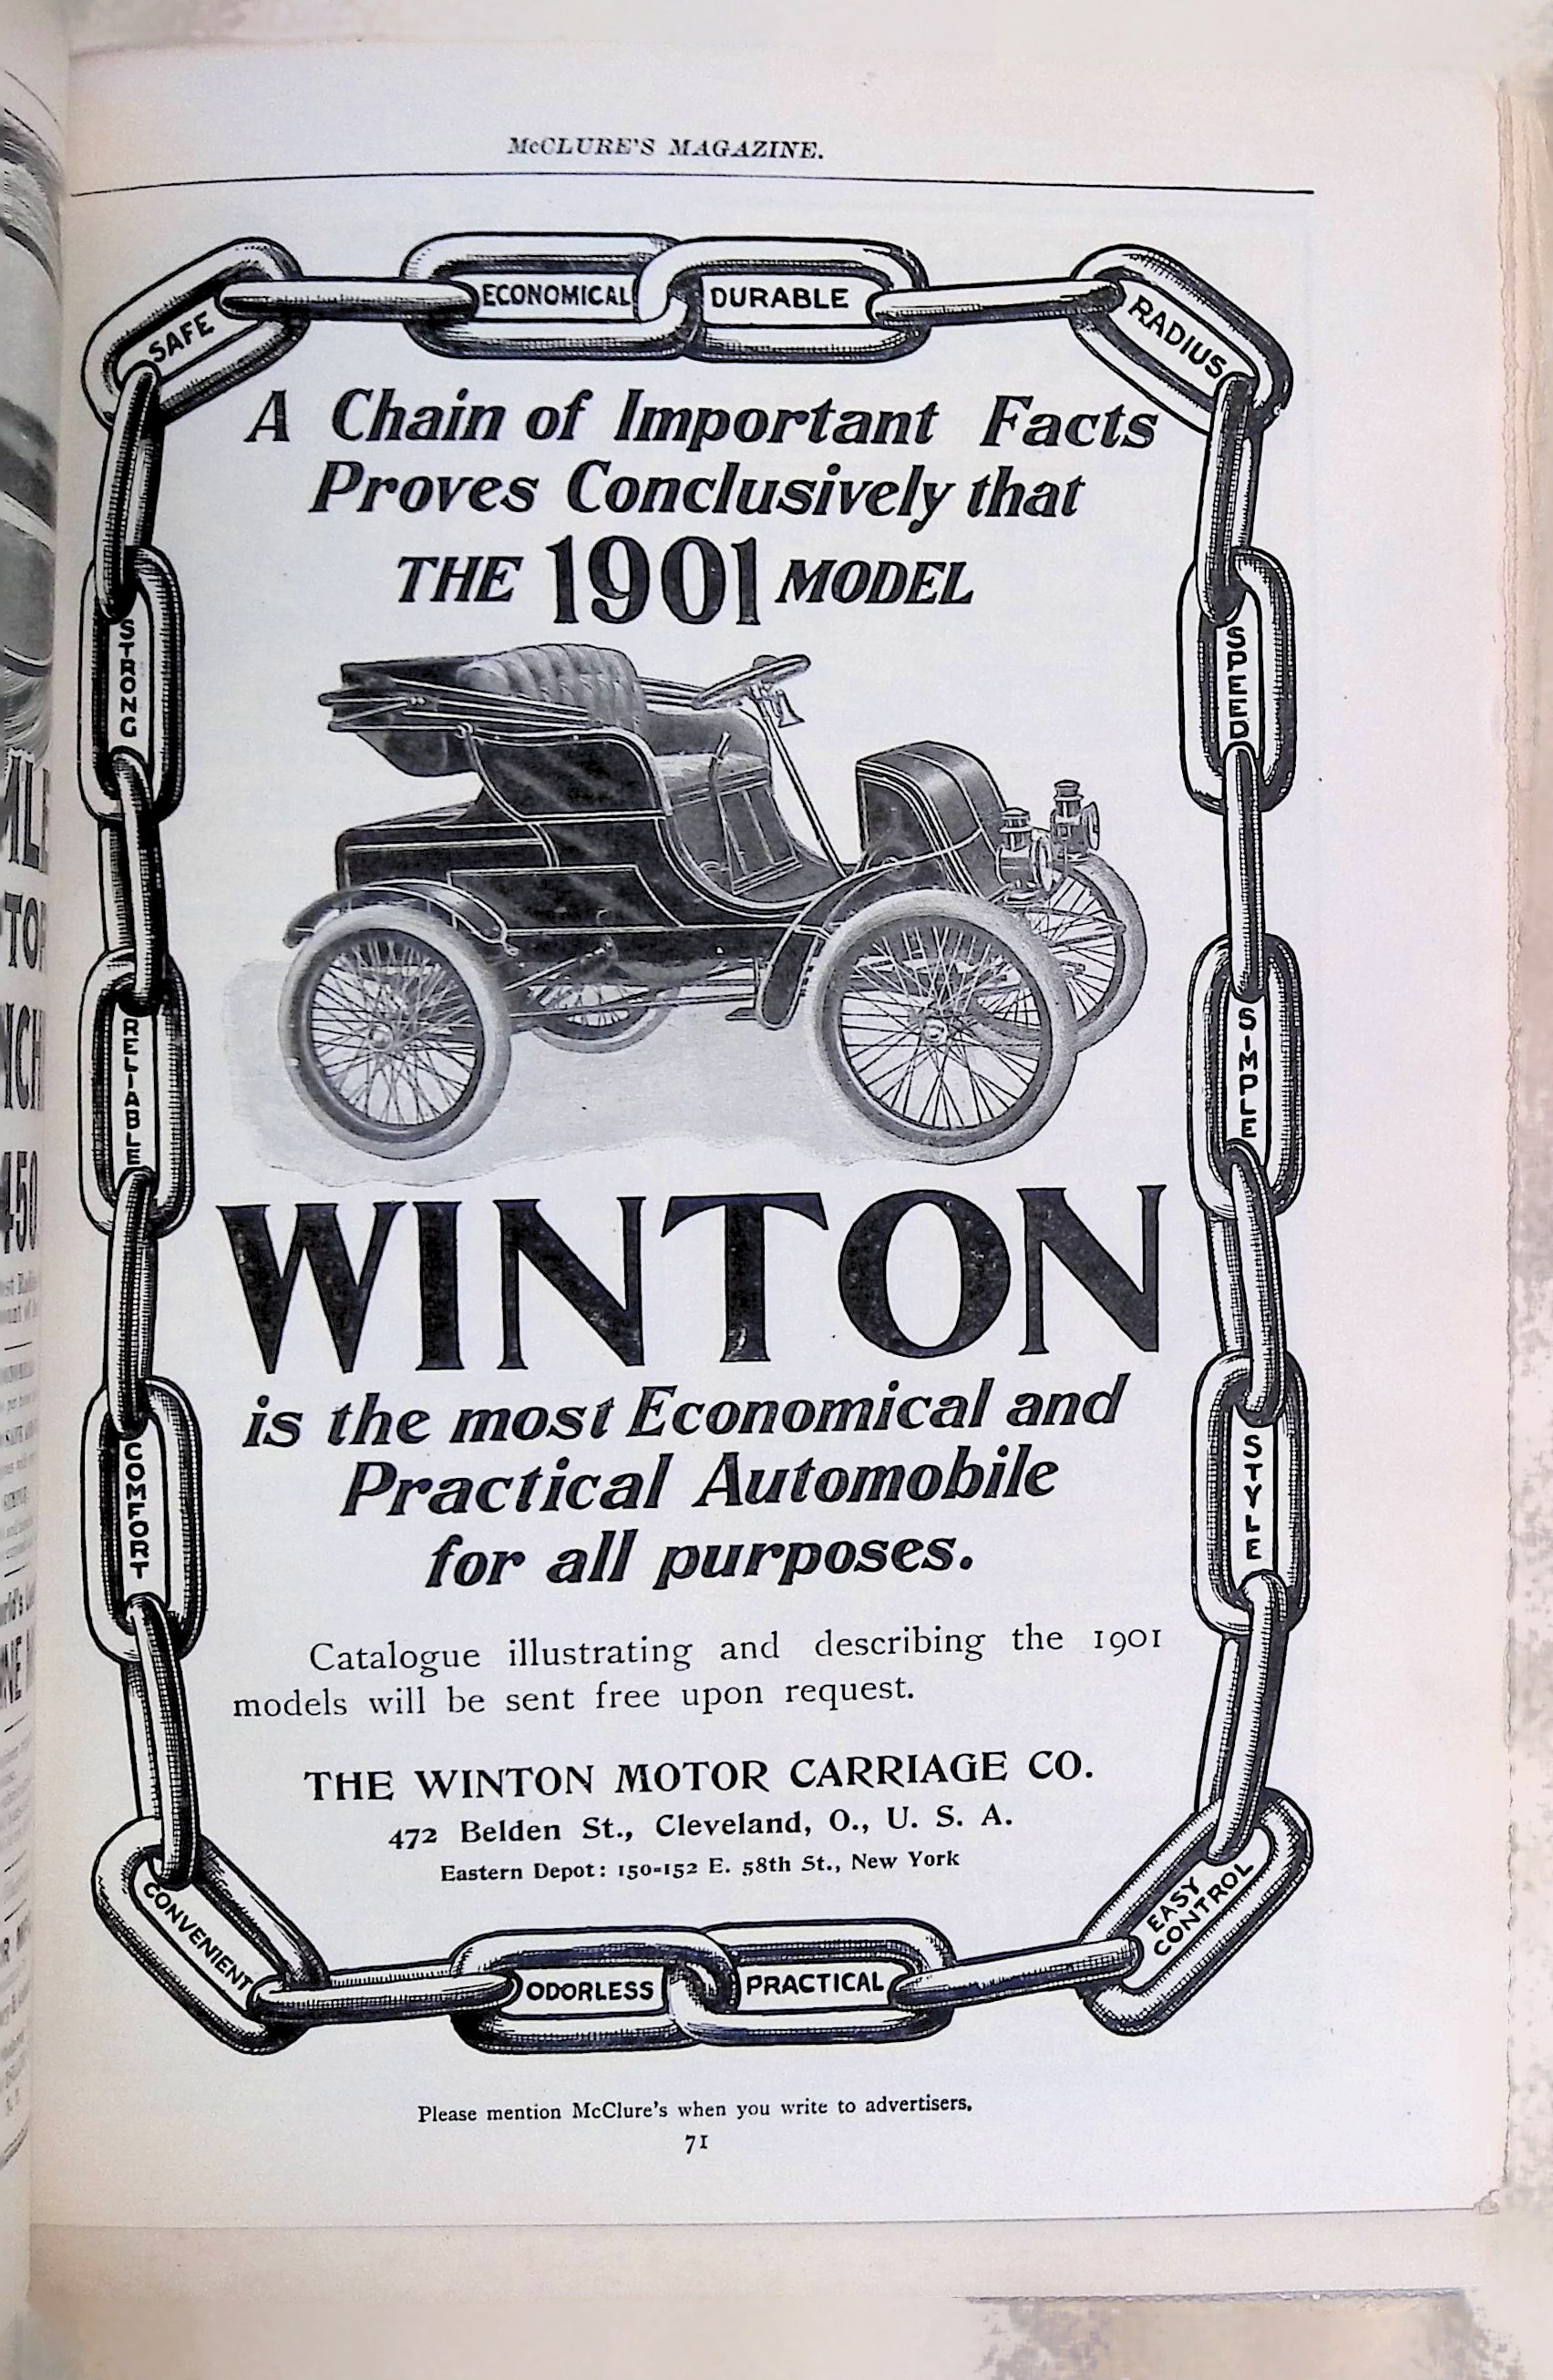 McCLURE'S MAGAZINE.
SAFE
ECONOMICAL
DURABLE
RADIUS
A Chain of Important Facts
Proves Conclusively that
THE 1901 MODEL
STRONG
SPEED
RELIABLE
SIMPLE
WINTON
is the most Economical and
Practical Automobile
for all purposes.
COMFORT
STYLE
Catalogue illustrating and describing the 1901
models will be sent free upon request.
THE WINTON MOTOR CARRIAGE CO.
472 Belden St., Cleveland, O., U. S. A.
Eastern Depot: 150-152 E. 58th St., New York
CONVENIENT
ODORLESS
PRACTICAL
EASY
CONTROL
Please mention McClure's when you write to advertisers.
71